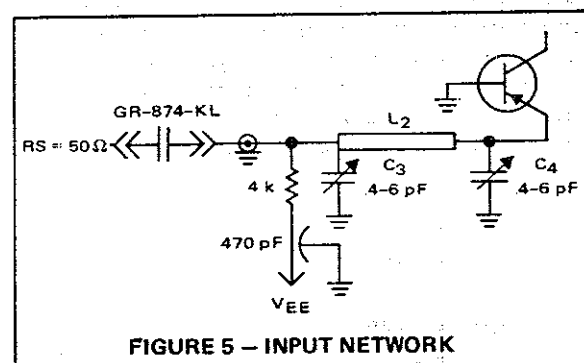 GR-874-KL
RS = 50Ω
L2
C3
.4-6 pF
C4
.4-6 pF
4 k
470 pF
VEE
FIGURE 5 – INPUT NETWORK